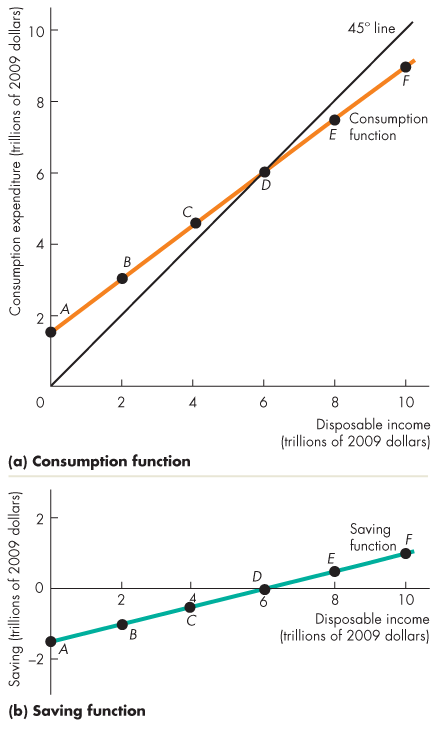 Consumption expenditure (trillions of 2009 dollars)
10
8
6
4
2
0
2
4
6
8
10
45° line
Consumption
function
A
B
C
D
E
F
Disposable income
(trillions of 2009 dollars)
(a) Consumption function
Saving (trillions of 2009 dollars)
2
0
–2
2
4
6
8
10
Saving
function
A
B
C
D
E
F
Disposable income
(trillions of 2009 dollars)
(b) Saving function